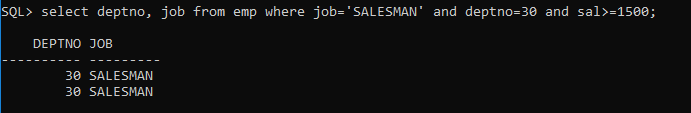 SQL> select deptno, job from emp where job='SALESMAN' and deptno=30 and sal>=1500;
DEPTNO JOB
---------- ---------
30 SALESMAN
30 SALESMAN